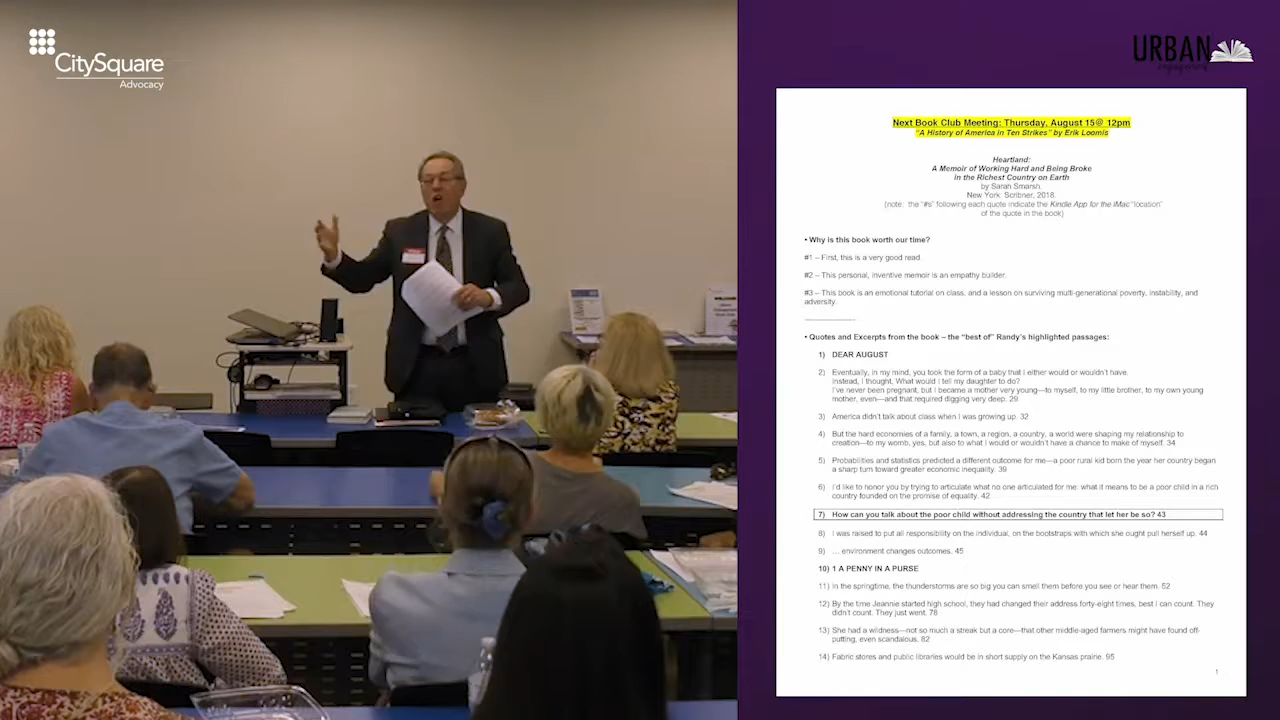 CitySquare
Advocacy
URBAN
engagement
Next Book Club Meeting: Thursday, August 15@ 12pm
"A History of America in Ten Strikes" by Erik Loomis
Heartland:
A Memoir of Working Hard and Being Broke
in the Richest Country on Earth
by Sarah Smarsh.
New York: Scribner, 2018.
(note: the "#s" following each quote indicate the Kindle App for the iMac "location"
of the quote in the book)
• Why is this book worth our time?
#1 – First, this is a very good read.
#2 – This personal, inventive memoir is an empathy builder.
#3 – This book is an emotional tutorial on class, and a lesson on surviving multi-generational poverty, instability, and
adversity.
• Quotes and Excerpts from the book – the "best of" Randy's highlighted passages:
1) DEAR AUGUST
2) Eventually, in my mind, you took the form of a baby that I either would or wouldn't have.
Instead, I thought, What would I tell my daughter to do?
I've never been pregnant, but I became a mother very young—to myself, to my little brother, to my own young
mother, even—and that required digging very deep. 29
3) America didn't talk about class when I was growing up. 32
4) But the hard economies of a family, a town, a region, a country, a world were shaping my relationship to
creation—to my womb, yes, but also to what I would or wouldn't have a chance to make of myself. 34
5) Probabilities and statistics predicted a different outcome for me—a poor rural kid born the year her country began
a sharp turn toward greater economic inequality. 39
6) I'd like to honor you by trying to articulate what no one articulated for me: what it means to be a poor child in a rich
country founded on the promise of equality. 42
7) How can you talk about the poor child without addressing the country that let her be so? 43
8) I was raised to put all responsibility on the individual, on the bootstraps with which she ought pull herself up. 44
9) … environment changes outcomes. 45
10) 1 A PENNY IN A PURSE
11) In the springtime, the thunderstorms are so big you can smell them before you see or hear them. 52
12) By the time Jeannie started high school, they had changed their address forty-eight times, best I can count. They
didn't count. They just went. 78
13) She had a wildness—not so much a streak but a core—that other middle-aged farmers might have found off-
putting, even scandalous. 82
14) Fabric stores and public libraries would be in short supply on the Kansas prairie. 95
1